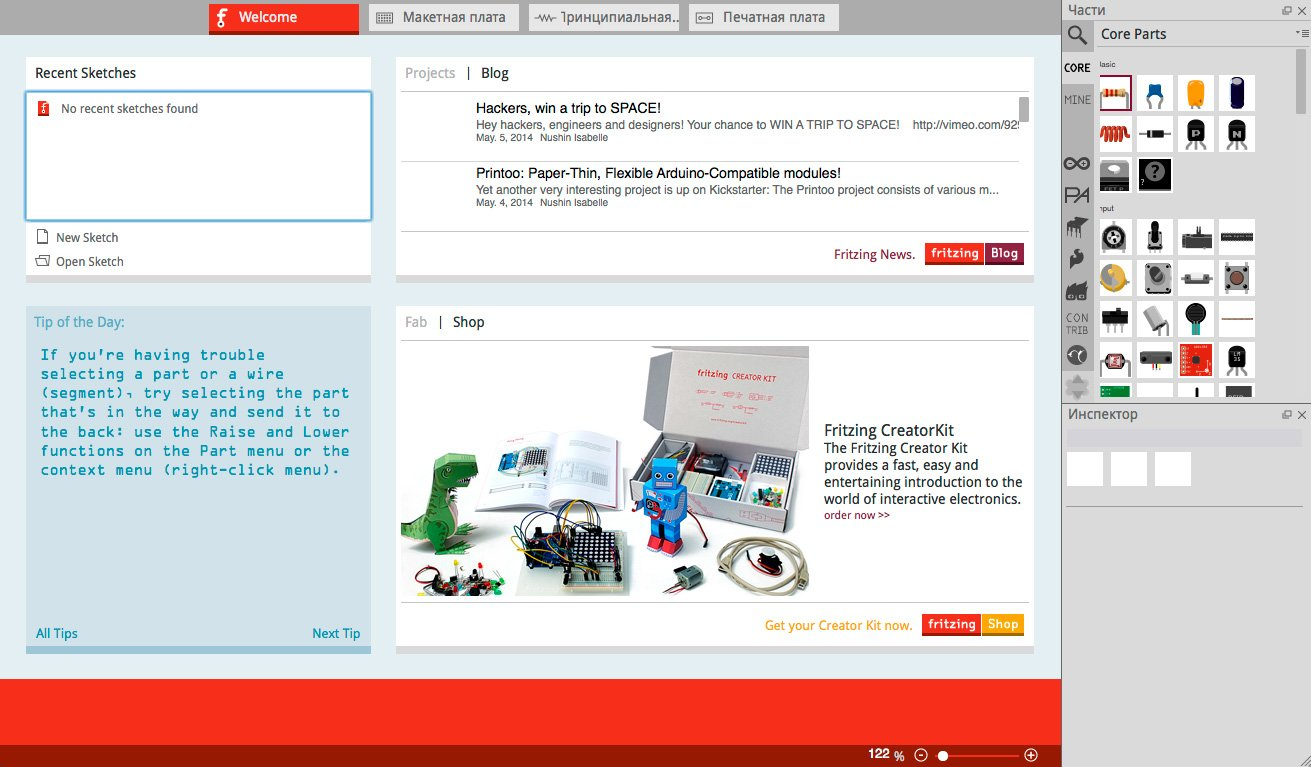 Welcome
Макетная плата
Принципиальная..
Печатная плата
Recent Sketches
No recent sketches found
New Sketch
Open Sketch
Projects | Blog
Hackers, win a trip to SPACE!
Hey hackers, engineers and designers! Your chance to WIN A TRIP TO SPACE! http://vimeo.com/929
May. 5, 2014 Nushin Isabelle
Printoo: Paper-Thin, Flexible Arduino-Compatible modules!
Yet another very interesting project is up on Kickstarter: The Printoo project consists of various m...
May. 4, 2014 Nushin Isabelle
Fritzing News. fritzing Blog
Tip of the Day:
If you're having trouble
selecting a part or a wire
(segment), try selecting the part
that's in the way and send it to
the back: use the Raise and Lower
functions on the Part menu or the
context menu (right-click menu).
All Tips
Next Tip
Fab | Shop
fritzing CREATOR KIT
Fritzing CreatorKit
The Fritzing Creator Kit
provides a fast, easy and
entertaining introduction to the
world of interactive electronics.
order now >>
Get your Creator Kit now. fritzing Shop
122 %
Части
Core Parts
CORE
MINE
PA
CON
TRIB
Basic
P
N
FET P
?
?
Input
LM
35
Инспектор